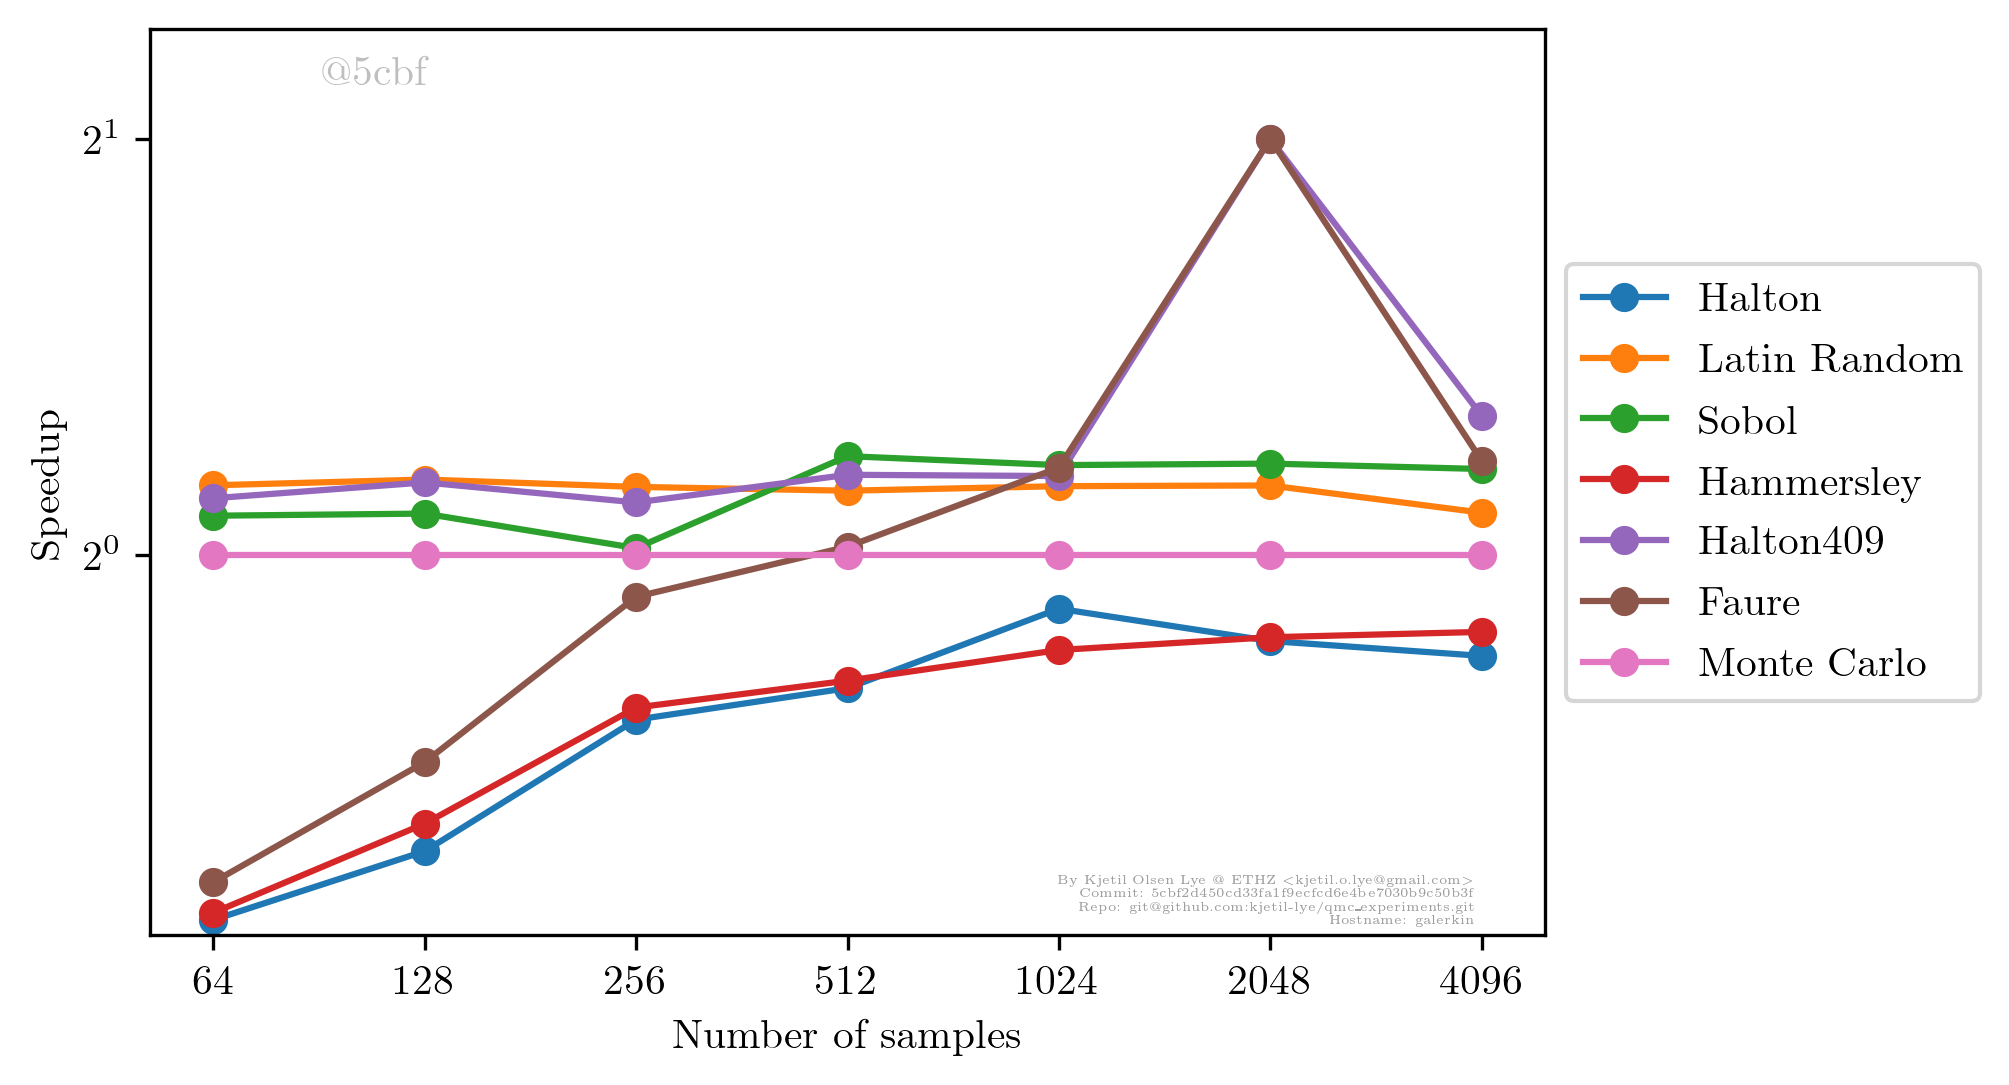 @5cbf
2^1
2^0
Speedup
64 128 256 512 1024 2048 4096
Number of samples
Halton
Latin Random
Sobol
Hammersley
Halton409
Faure
Monte Carlo
By Kjetil Olsen Lye @ ETHZ <kjetil.o.lye@gmail.com>
Commit: 5cbf2d450cd33fa1f9ecfcd6e4be7030b9c50b3f
Repo: git@github.com:kjetil-lye/qmc_experiments.git
Hostname: galerkin